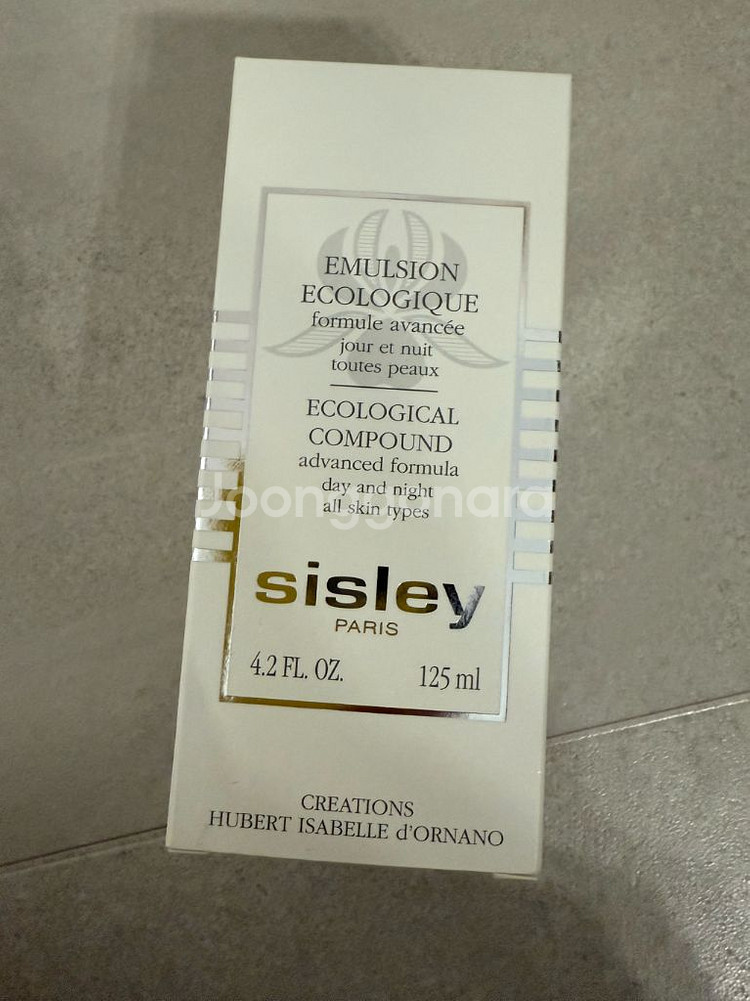 EMULSION
ECOLOGIQUE
formule avancée
jour et nuit
toutes peaux
ECOLOGICAL
COMPOUND
advanced formula
day and night
all skin types
Joonggonara
sisley
PARIS
4.2 FL. OZ. 125 ml
CREATIONS
HUBERT ISABELLE d'ORNANO